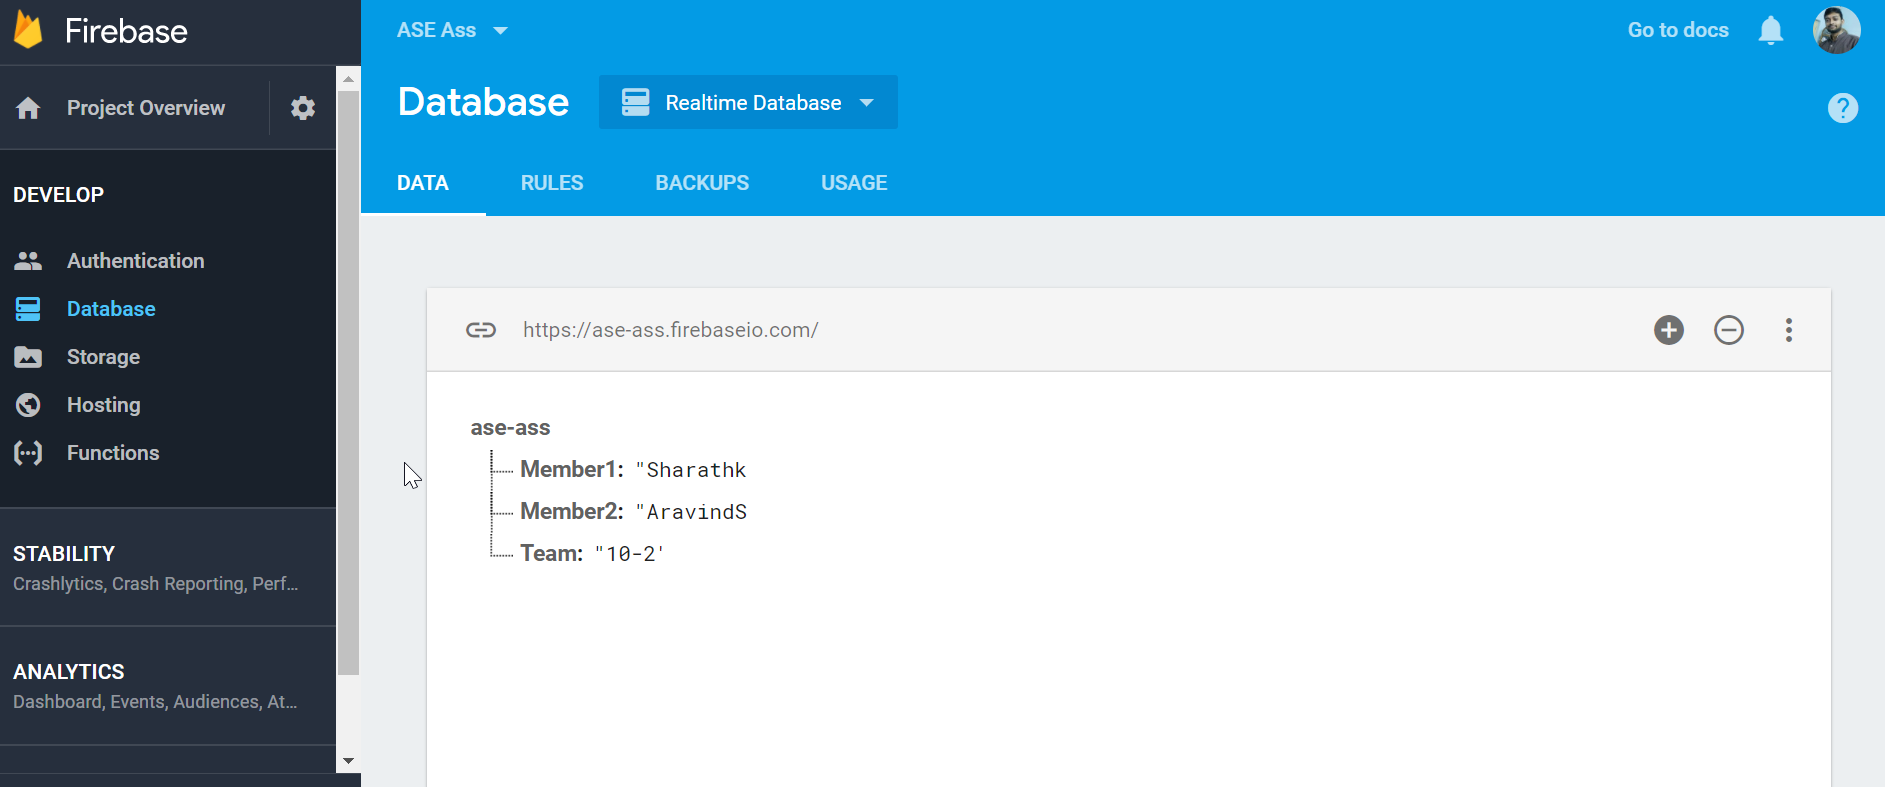 Firebase
ASE Ass
Go to docs
Project Overview
Database
Realtime Database
DATA
RULES
BACKUPS
USAGE
DEVELOP
Authentication
Database
Storage
Hosting
Functions
STABILITY
Crashlytics, Crash Reporting, Perf...
ANALYTICS
Dashboard, Events, Audiences, At...
https://ase-ass.firebaseio.com/
ase-ass
Member1: "Sharathk
Member2: "AravindS
Team: "10-2'